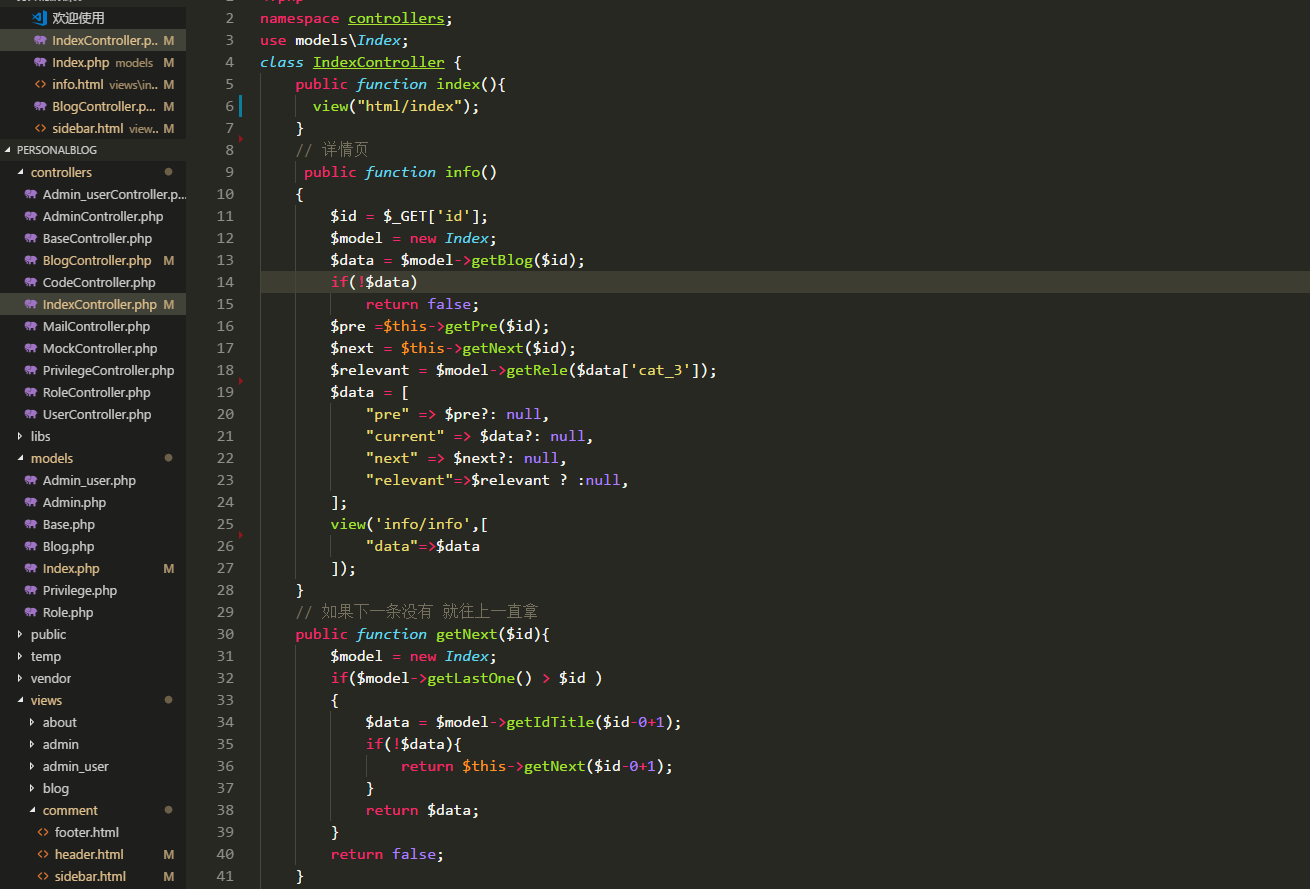 欢迎使用
IndexController.p.. M
Index.php models M
info.html views\in.. M
BlogController.p... M
sidebar.html view.. M
PERSONALBLOG
controllers
Admin_userController.p...
AdminController.php
BaseController.php
BlogController.php M
CodeController.php
IndexController.php M
MailController.php
MockController.php
PrivilegeController.php
RoleController.php
UserController.php
libs
models
Admin_user.php
Admin.php
Base.php
Blog.php
Index.php M
Privilege.php
Role.php
public
temp
vendor
views
about
admin
admin_user
blog
comment
footer.html
header.html M
sidebar.html M
2 namespace controllers;
3 use models\Index;
4 class IndexController {
5 public function index(){
6 view("html/index");
7 }
8 // 详情页
9 public function info()
10 {
11 $id = $_GET['id'];
12 $model = new Index;
13 $data = $model->getBlog($id);
14 if(!$data)
15 return false;
16 $pre =$this->getPre($id);
17 $next = $this->getNext($id);
18 $relevant = $model->getRele($data['cat_3']);
19 $data = [
20 "pre" => $pre?: null,
21 "current" => $data?: null,
22 "next" => $next?: null,
23 "relevant"=>$relevant ? :null,
24 ];
25 view('info/info',[
26 "data"=>$data
27 ]);
28 }
29 // 如果下一条没有 就往上一直拿
30 public function getNext($id){
31 $model = new Index;
32 if($model->getLastOne() > $id )
33 {
34 $data = $model->getIdTitle($id-0+1);
35 if(!$data){
36 return $this->getNext($id-0+1);
37 }
38 return $data;
39 }
40 return false;
41 }